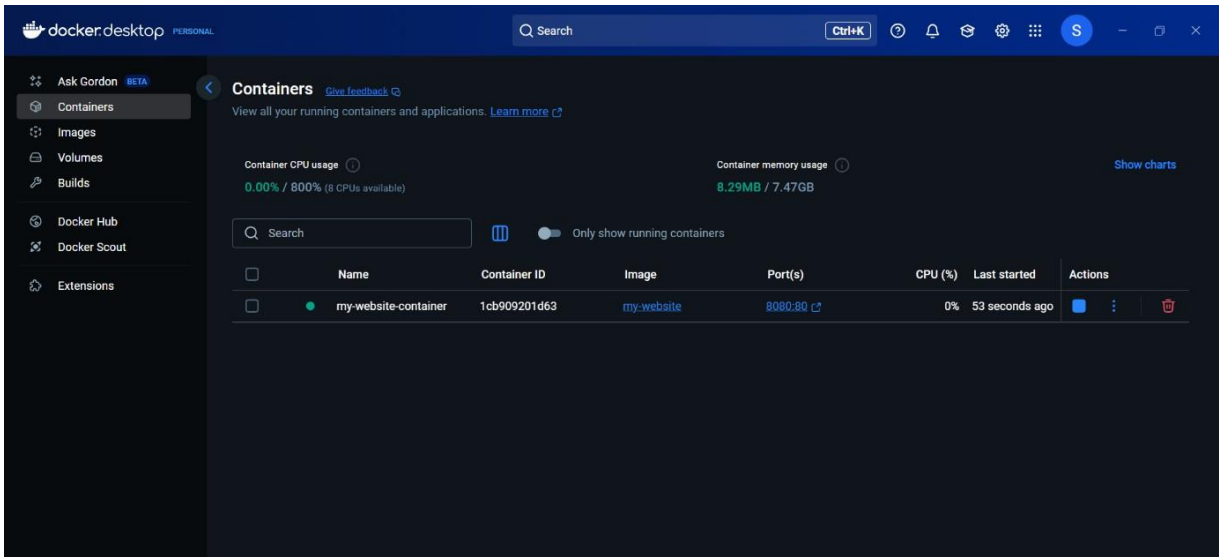 docker.desktop PERSONAL Search Ctrl+K S
Ask Gordon BETA
Containers
Images
Volumes
Builds
Docker Hub
Docker Scout
Extensions
Containers Give feedback
View all your running containers and applications. Learn more
Container CPU usage Container memory usage Show charts
0.00% / 800% (8 CPUs available) 8.29MB / 7.47GB
Search Only show running containers
Name Container ID Image Port(s) CPU (%) Last started Actions
my-website-container 1cb909201d63 my-website 8080:80 0% 53 seconds ago